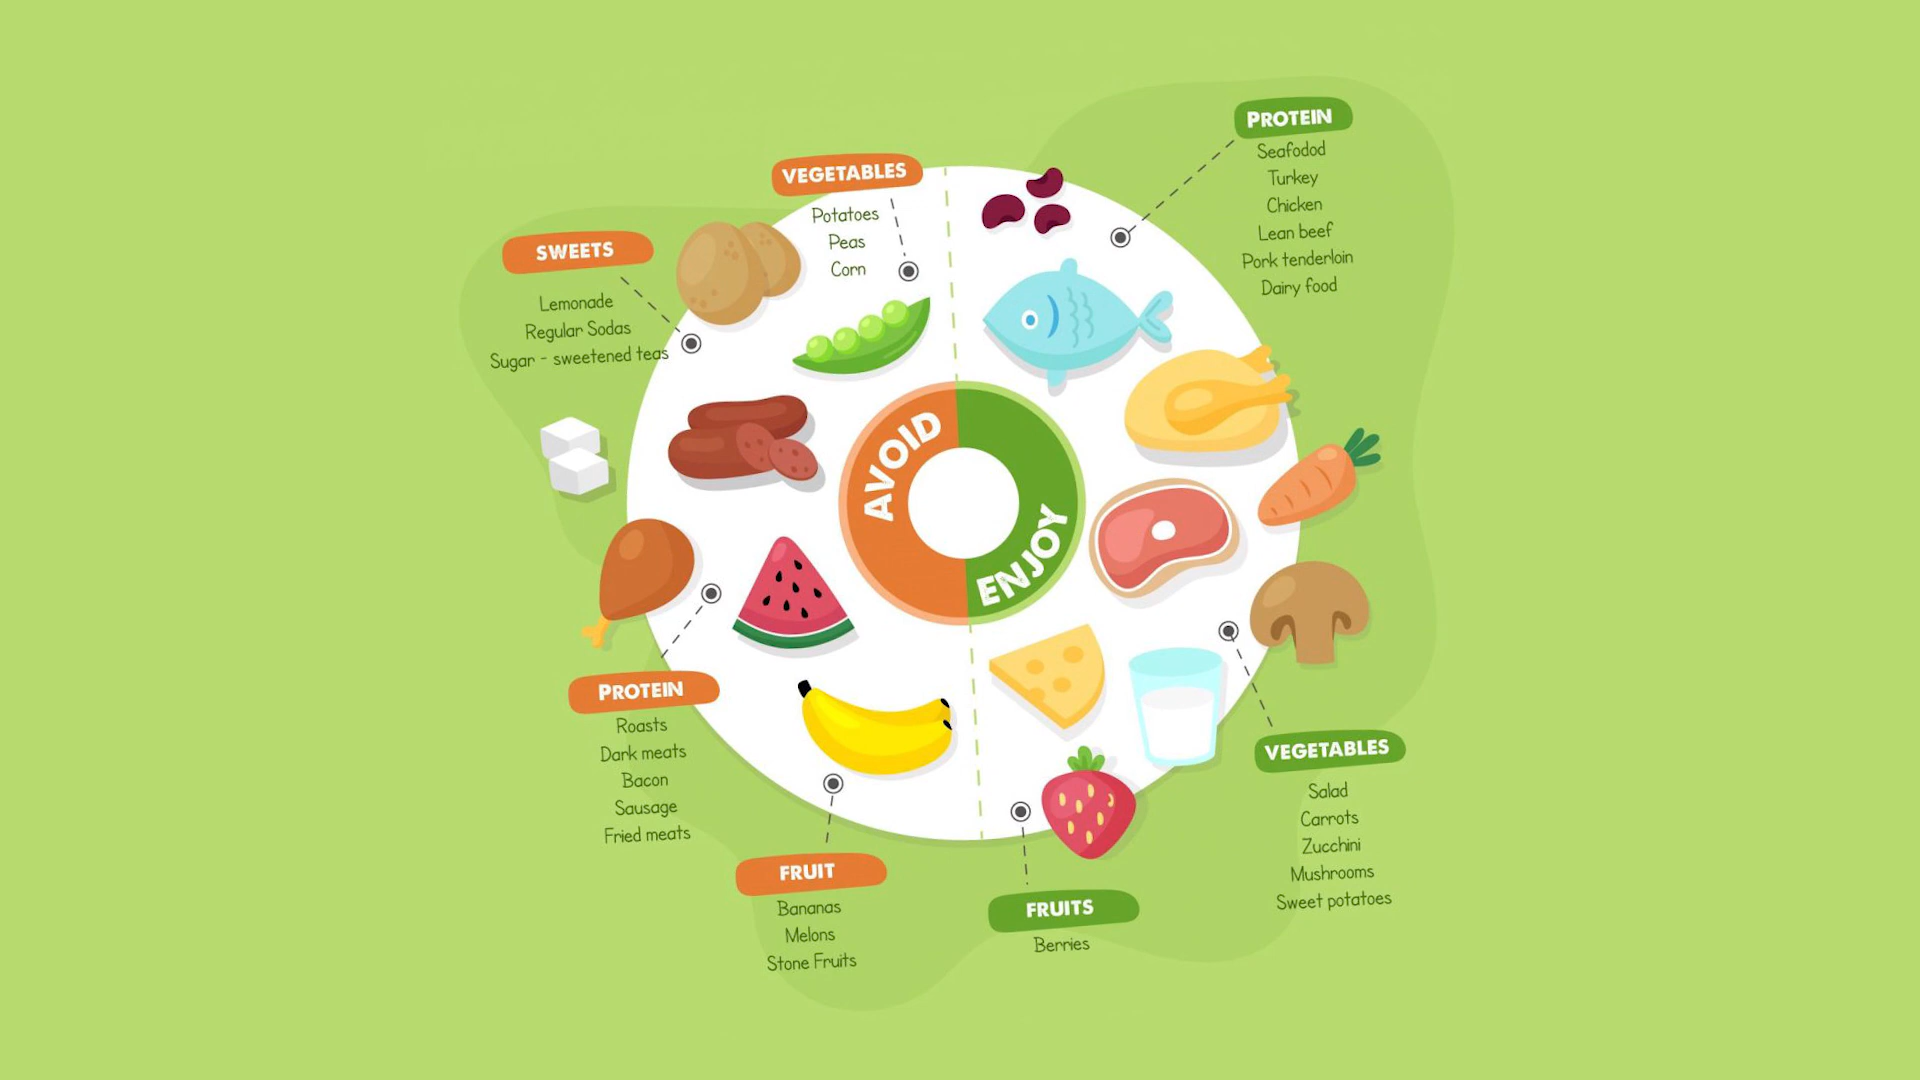 VEGETABLES
Potatoes
Peas
Corn
SWEETS
Lemonade
Regular Sodas
Sugar - sweetened teas
PROTEIN
Roasts
Dark meats
Bacon
Sausage
Fried meats
FRUIT
Bananas
Melons
Stone Fruits
AVOID
ENJOY
PROTEIN
Seafodod
Turkey
Chicken
Lean beef
Pork tenderloin
Dairy food
VEGETABLES
Salad
Carrots
Zucchini
Mushrooms
Sweet potatoes
FRUITS
Berries